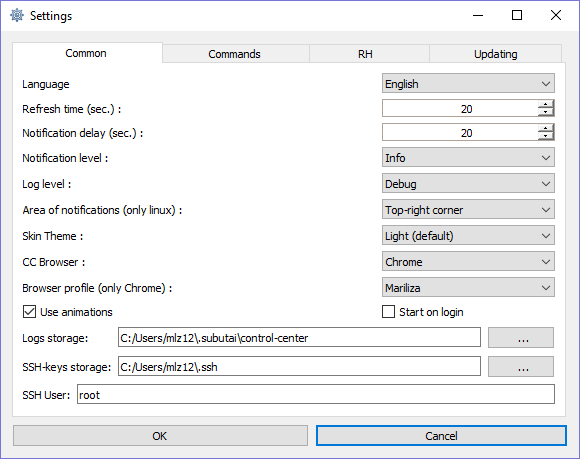 Settings
Common Commands RH Updating
Language English
Refresh time (sec.) : 20
Notification delay (sec.) : 20
Notification level : Info
Log level : Debug
Area of notifications (only linux) : Top-right corner
Skin Theme : Light (default)
CC Browser : Chrome
Browser profile (only Chrome) : Mariliza
Use animations Start on login
Logs storage: C:/Users/mlz12\.subutai\control-center ...
SSH-keys storage: C:/Users/mlz12\.ssh ...
SSH User: root
OK Cancel